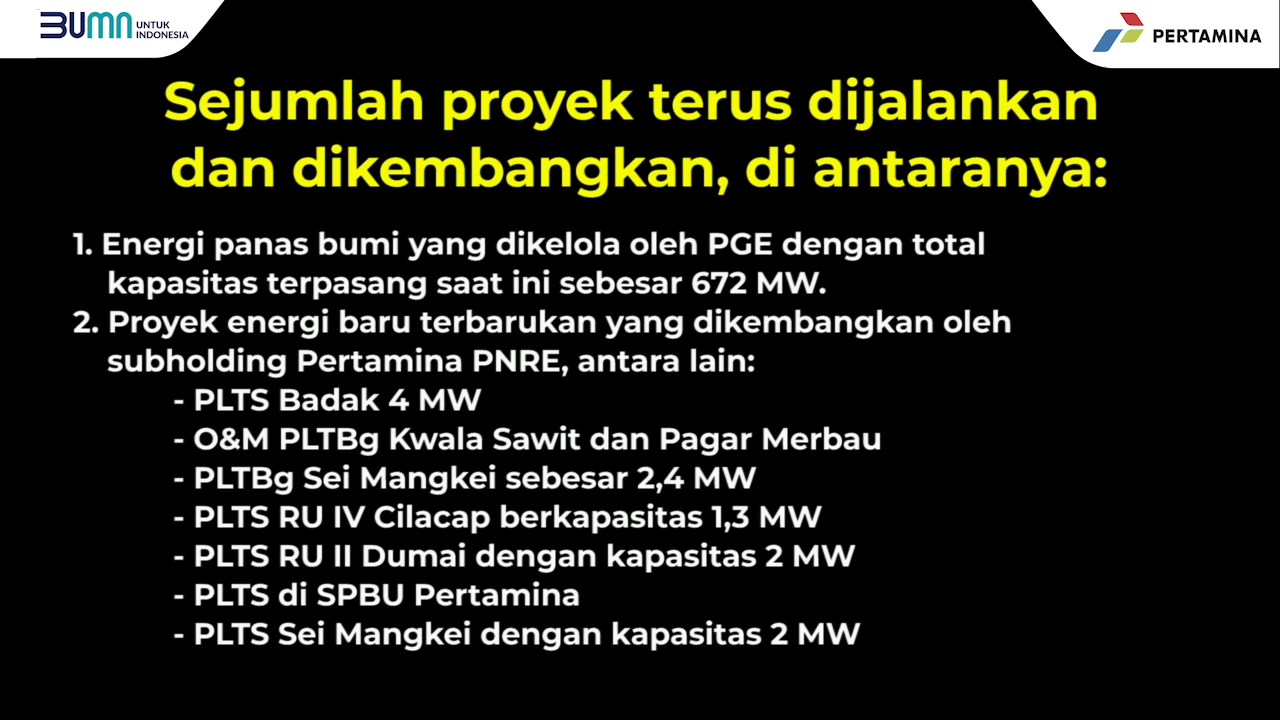 BUMN UNTUK
INDONESIA
PERTAMINA
Sejumlah proyek terus dijalankan
dan dikembangkan, di antaranya:
1. Energi panas bumi yang dikelola oleh PGE dengan total
kapasitas terpasang saat ini sebesar 672 MW.
2. Proyek energi baru terbarukan yang dikembangkan oleh
subholding Pertamina PNRE, antara lain:
- PLTS Badak 4 MW
- O&M PLTBg Kwala Sawit dan Pagar Merbau
- PLTBg Sei Mangkei sebesar 2,4 MW
- PLTS RU IV Cilacap berkapasitas 1,3 MW
- PLTS RU II Dumai dengan kapasitas 2 MW
- PLTS di SPBU Pertamina
- PLTS Sei Mangkei dengan kapasitas 2 MW